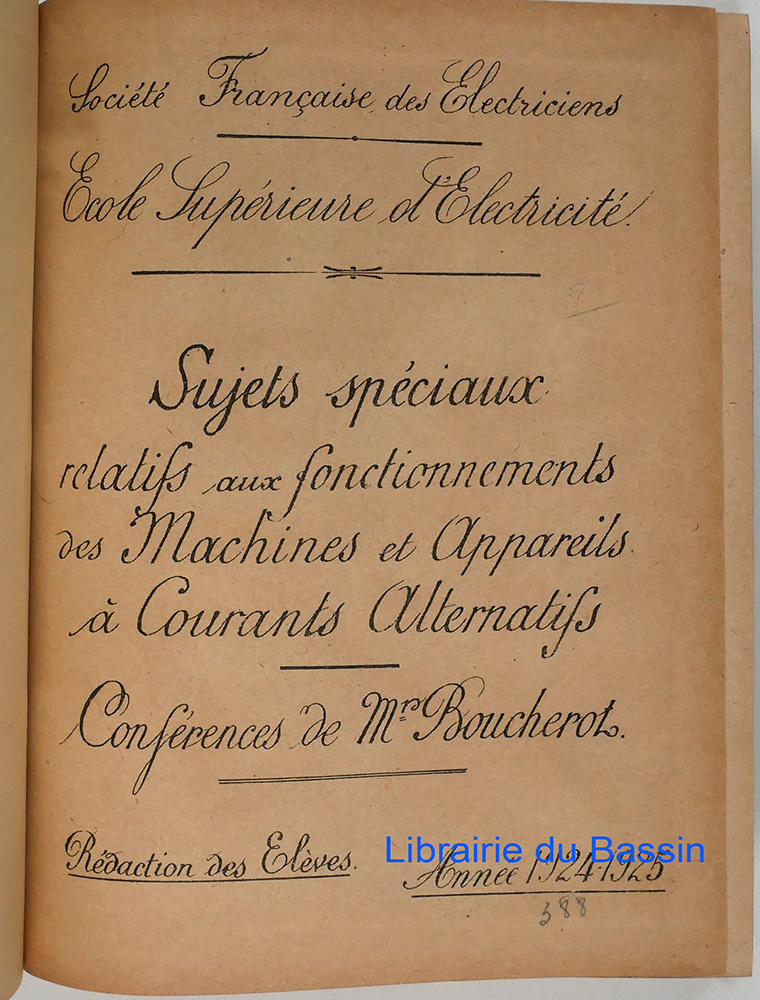 Société Française des Electriciens
Ecole Supérieure d'Electricité.
Sujets spéciaux
relatifs aux fonctionnements
des Machines et Appareils
à Courants Alternatifs
Conférences de Mr Boucherot.
Rédaction des Elèves.
Librairie du Bassin
Année 1924-1925
388